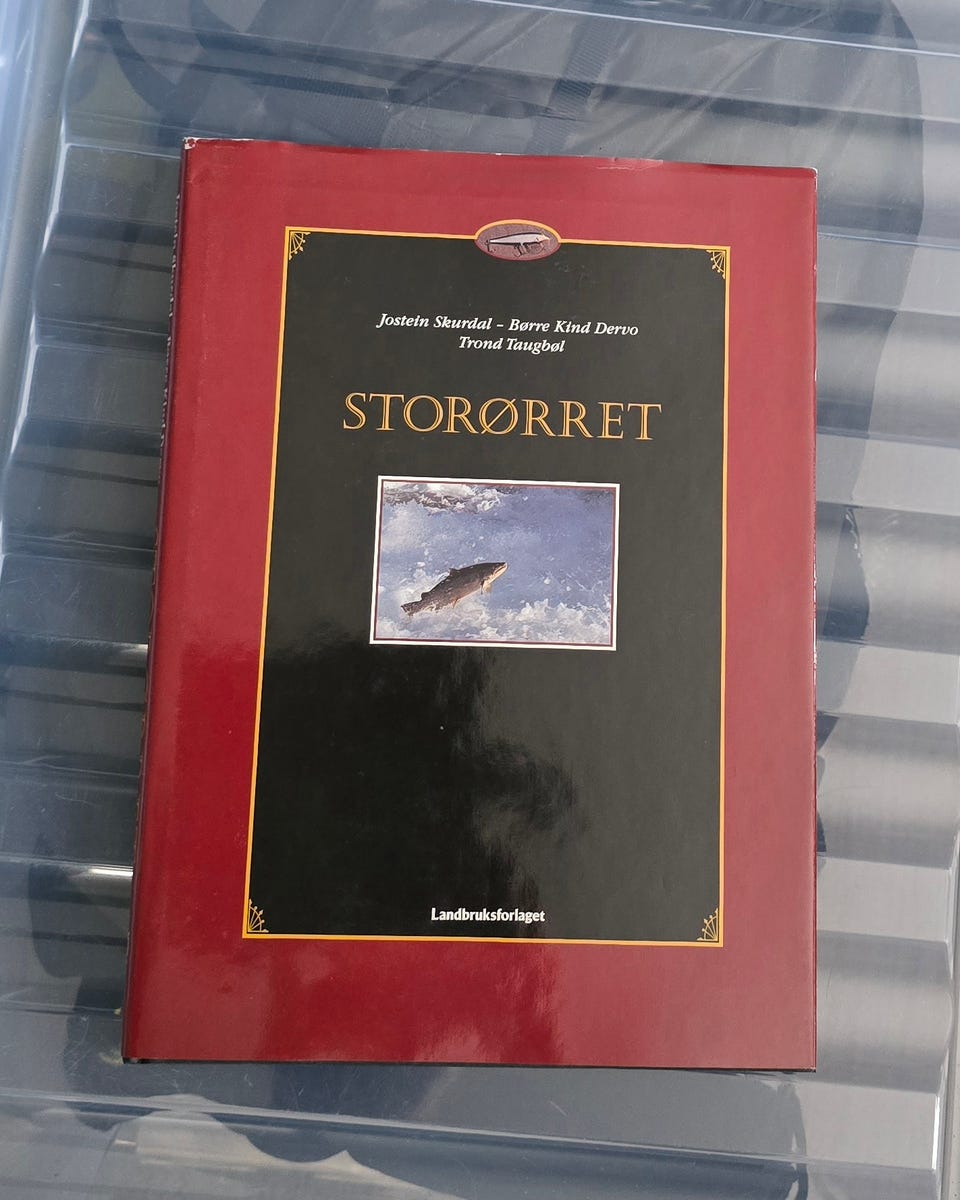 Jostein Skurdal – Børre Kind Dervo
Trond Taugbøl
STORØRRET
Landbruksforlaget